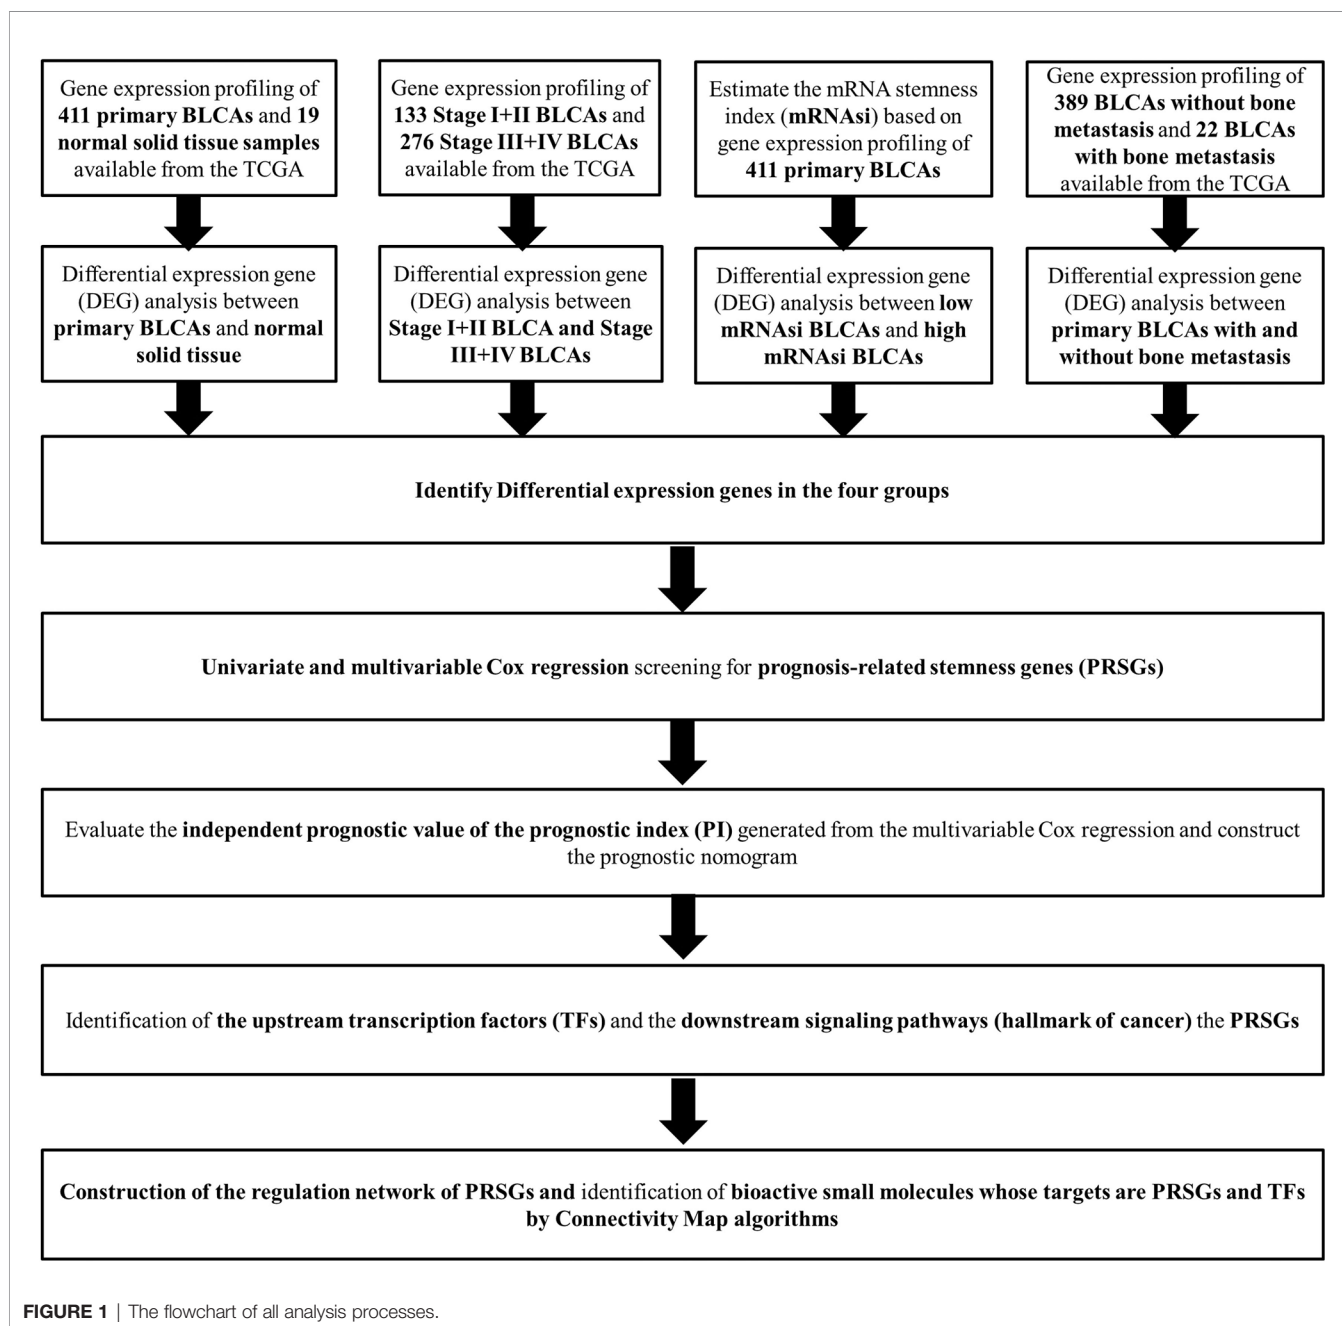 Gene expression profiling of
411 primary BLCAs and 19
normal solid tissue samples
available from the TCGA
Gene expression profiling of
133 Stage I+II BLCAs and
276 Stage III+IV BLCAs
available from the TCGA
Estimate the mRNA stemness
index (mRNAsi) based on
gene expression profiling of
411 primary BLCAs
Gene expression profiling of
389 BLCAs without bone
metastasis and 22 BLCAs
with bone metastasis
available from the TCGA
Differential expression gene
(DEG) analysis between
primary BLCAs and normal
solid tissue
Differential expression gene
(DEG) analysis between
Stage I+II BLCA and Stage
III+IV BLCAs
Differential expression gene
(DEG) analysis between low
mRNAsi BLCAs and high
mRNAsi BLCAs
Differential expression gene
(DEG) analysis between
primary BLCAs with and
without bone metastasis
Identify Differential expression genes in the four groups
Univariate and multivariable Cox regression screening for prognosis-related stemness genes (PRSGs)
Evaluate the independent prognostic value of the prognostic index (PI) generated from the multivariable Cox regression and construct
the prognostic nomogram
Identification of the upstream transcription factors (TFs) and the downstream signaling pathways (hallmark of cancer) the PRSGs
Construction of the regulation network of PRSGs and identification of bioactive small molecules whose targets are PRSGs and TFs
by Connectivity Map algorithms
FIGURE 1 | The flowchart of all analysis processes.